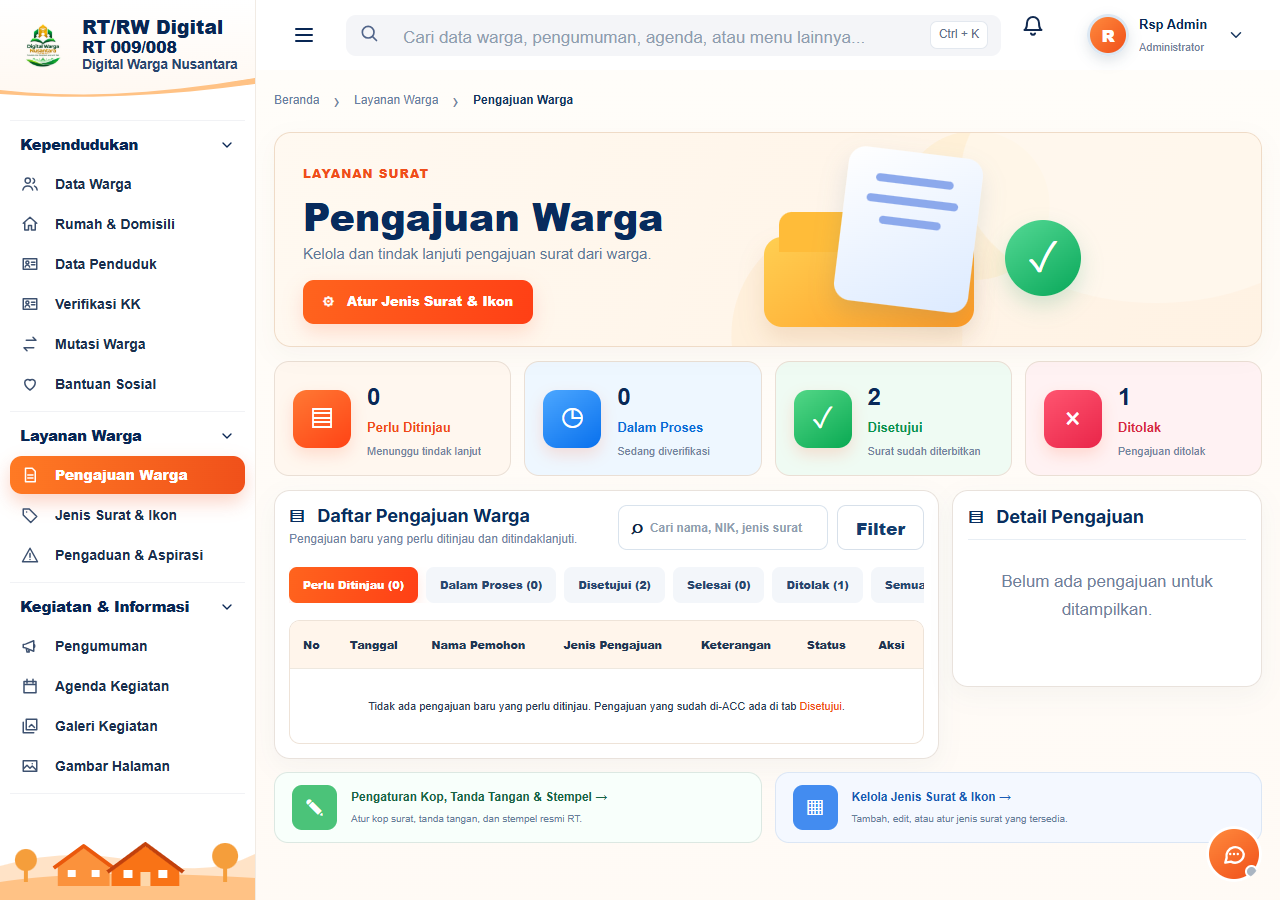 RT/RW Digital
RT 009/008
Digital Warga Nusantara
Digital Warga
Nusantara
Cari data warga, pengumuman, agenda, atau menu lainnya...
Ctrl + K
R
Rsp Admin
Administrator
Beranda › Layanan Warga › Pengajuan Warga
Kependudukan
Data Warga
Rumah & Domisili
Data Penduduk
Verifikasi KK
Mutasi Warga
Bantuan Sosial
Layanan Warga
Pengajuan Warga
Jenis Surat & Ikon
Pengaduan & Aspirasi
Kegiatan & Informasi
Pengumuman
Agenda Kegiatan
Galeri Kegiatan
Gambar Halaman
LAYANAN SURAT
Pengajuan Warga
Kelola dan tindak lanjuti pengajuan surat dari warga.
Atur Jenis Surat & Ikon
0
Perlu Ditinjau
Menunggu tindak lanjut
0
Dalam Proses
Sedang diverifikasi
2
Disetujui
Surat sudah diterbitkan
1
Ditolak
Pengajuan ditolak
Daftar Pengajuan Warga
Pengajuan baru yang perlu ditinjau dan ditindaklanjuti.
Cari nama, NIK, jenis surat
Filter
Perlu Ditinjau (0) Dalam Proses (0) Disetujui (2) Selesai (0) Ditolak (1) Semua
No Tanggal Nama Pemohon Jenis Pengajuan Keterangan Status Aksi
Tidak ada pengajuan baru yang perlu ditinjau. Pengajuan yang sudah di-ACC ada di tab Disetujui.
Detail Pengajuan
Belum ada pengajuan untuk
ditampilkan.
Pengaturan Kop, Tanda Tangan & Stempel →
Atur kop surat, tanda tangan, dan stempel resmi RT.
Kelola Jenis Surat & Ikon →
Tambah, edit, atau atur jenis surat yang tersedia.